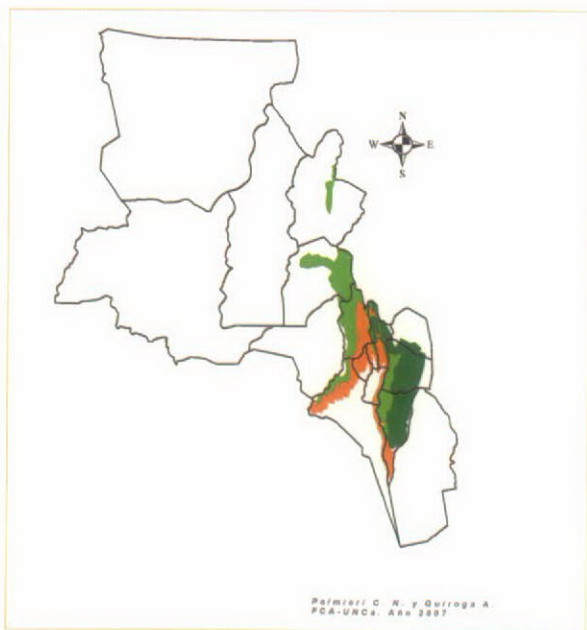 N
W E
S
Palmieri C. N. y Quiroga A.
FCA-UNCa. Año 2007